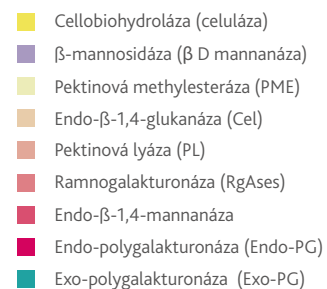 Cellobiohydroláza (celuláza)
ß-mannosidáza (β D mannanáza)
Pektinová methylesteráza (PME)
Endo-ß-1,4-glukanáza (Cel)
Pektinová lyáza (PL)
Ramnogalakturonáza (RgAses)
Endo-ß-1,4-mannanáza
Endo-polygalakturonáza (Endo-PG)
Exo-polygalakturonáza (Exo-PG)